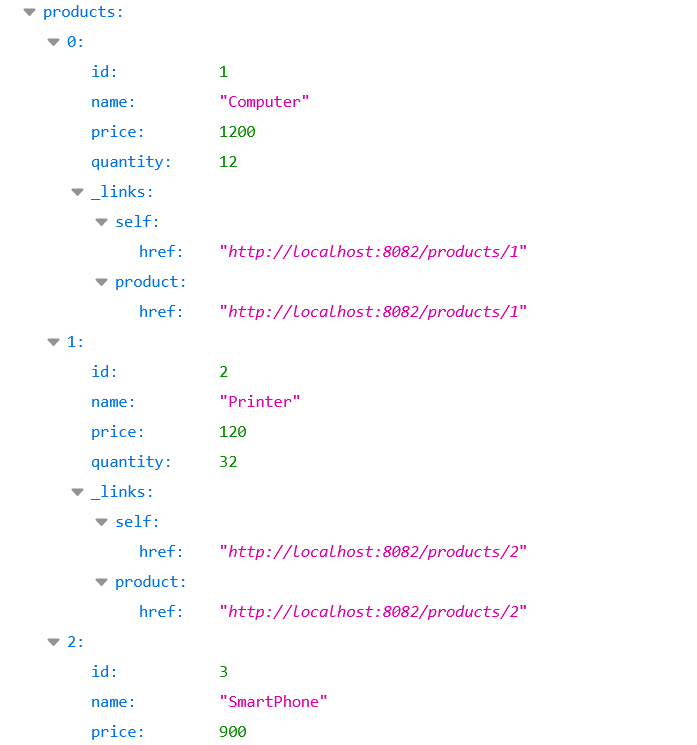 products:
0:
id: 1
name: "Computer"
price: 1200
quantity: 12
_links:
self:
href: "http://localhost:8082/products/1"
product:
href: "http://localhost:8082/products/1"
1:
id: 2
name: "Printer"
price: 120
quantity: 32
_links:
self:
href: "http://localhost:8082/products/2"
product:
href: "http://localhost:8082/products/2"
2:
id: 3
name: "SmartPhone"
price: 900